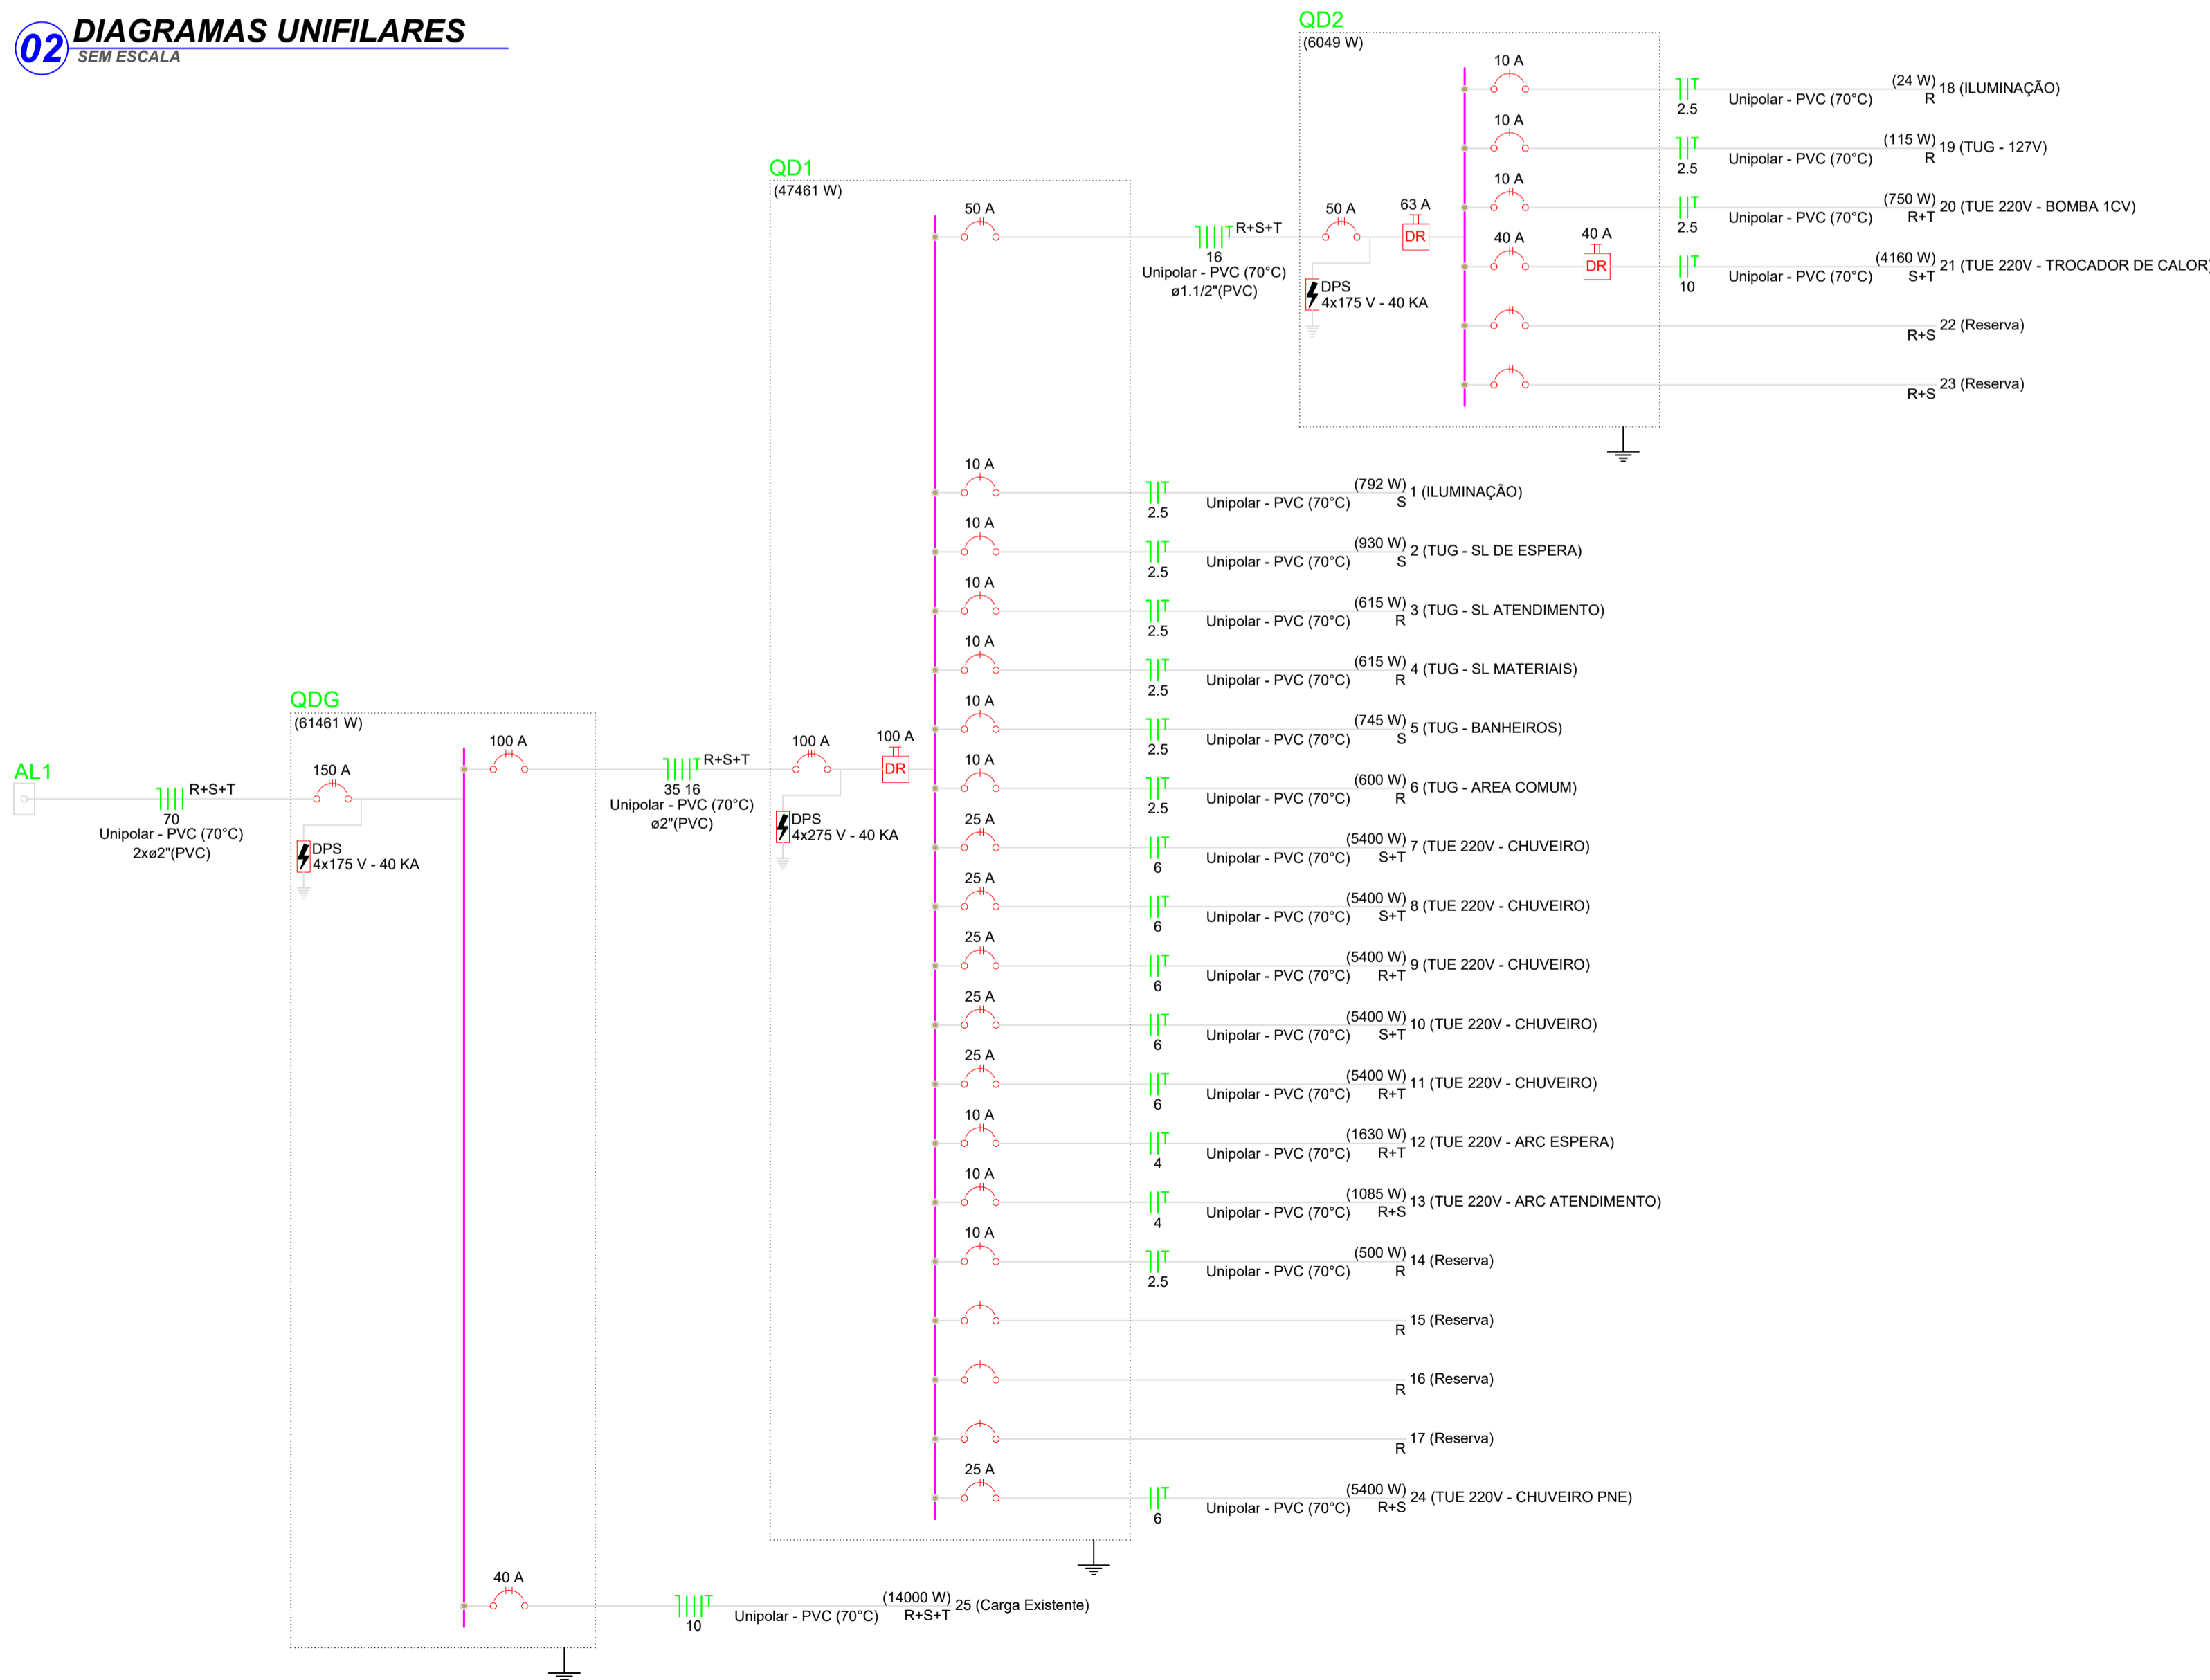 02
DIAGRAMAS UNIFILARES
SEM ESCALA
QD2
(6049 W)
10 A
2.5
Unipolar - PVC (70°C)
(24 W)
R
18 (ILUMINAÇÃO)
10 A
2.5
Unipolar - PVC (70°C)
(115 W)
R
19 (TUG - 127V)
10 A
2.5
Unipolar - PVC (70°C)
(750 W)
R+T
20 (TUE 220V - BOMBA 1CV)
40 A
40 A
DR
10
Unipolar - PVC (70°C)
(4160 W)
S+T
21 (TUE 220V - TROCADOR DE CALOR)
R+S
22 (Reserva)
R+S
23 (Reserva)
50 A
63 A
DR
DPS
4x175 V - 40 KA
QD1
(47461 W)
50 A
R+S+T
16
Unipolar - PVC (70°C)
ø1.1/2"(PVC)
10 A
2.5
Unipolar - PVC (70°C)
(792 W)
S
1 (ILUMINAÇÃO)
10 A
2.5
Unipolar - PVC (70°C)
(930 W)
S
2 (TUG - SL DE ESPERA)
10 A
2.5
Unipolar - PVC (70°C)
(615 W)
R
3 (TUG - SL ATENDIMENTO)
10 A
2.5
Unipolar - PVC (70°C)
(615 W)
R
4 (TUG - SL MATERIAIS)
10 A
2.5
Unipolar - PVC (70°C)
(745 W)
S
5 (TUG - BANHEIROS)
10 A
2.5
Unipolar - PVC (70°C)
(600 W)
R
6 (TUG - AREA COMUM)
25 A
6
Unipolar - PVC (70°C)
(5400 W)
S+T
7 (TUE 220V - CHUVEIRO)
25 A
6
Unipolar - PVC (70°C)
(5400 W)
S+T
8 (TUE 220V - CHUVEIRO)
25 A
6
Unipolar - PVC (70°C)
(5400 W)
R+T
9 (TUE 220V - CHUVEIRO)
25 A
6
Unipolar - PVC (70°C)
(5400 W)
S+T
10 (TUE 220V - CHUVEIRO)
25 A
6
Unipolar - PVC (70°C)
(5400 W)
R+T
11 (TUE 220V - CHUVEIRO)
10 A
4
Unipolar - PVC (70°C)
(1630 W)
R+T
12 (TUE 220V - ARC ESPERA)
10 A
4
Unipolar - PVC (70°C)
(1085 W)
R+S
13 (TUE 220V - ARC ATENDIMENTO)
10 A
2.5
Unipolar - PVC (70°C)
(500 W)
R
14 (Reserva)
R
15 (Reserva)
R
16 (Reserva)
R
17 (Reserva)
25 A
6
Unipolar - PVC (70°C)
(5400 W)
R+S
24 (TUE 220V - CHUVEIRO PNE)
100 A
100 A
DR
DPS
4x275 V - 40 KA
QDG
(61461 W)
100 A
R+S+T
35 16
Unipolar - PVC (70°C)
ø2"(PVC)
AL1
R+S+T
70
Unipolar - PVC (70°C)
2xø2"(PVC)
150 A
DPS
4x175 V - 40 KA
40 A
10
Unipolar - PVC (70°C)
(14000 W)
R+S+T
25 (Carga Existente)